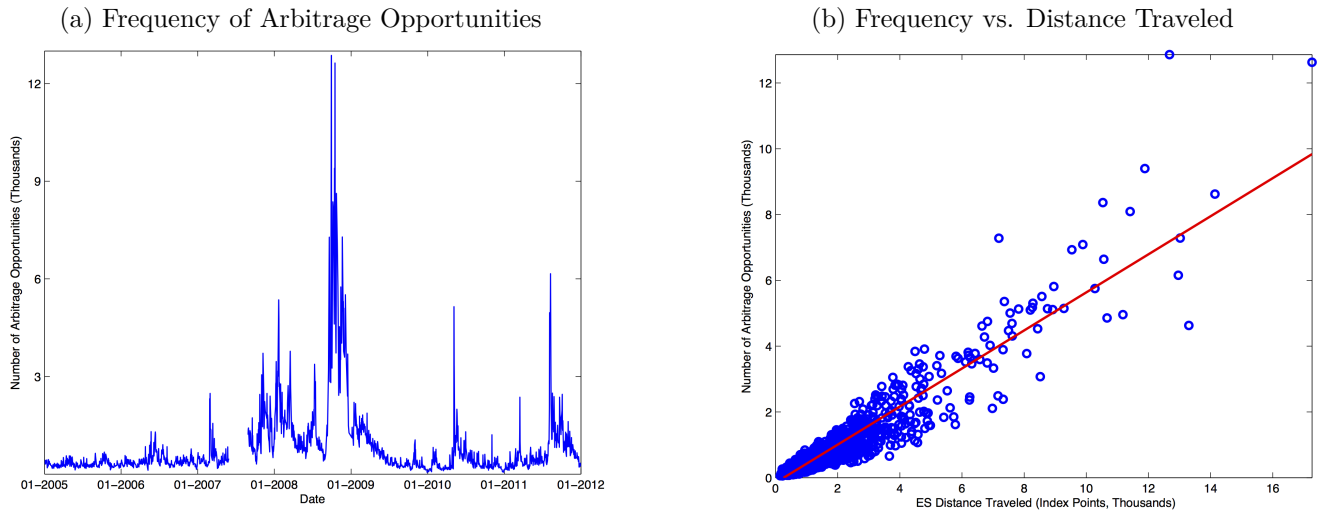 (a) Frequency of Arbitrage Opportunities
Number of Arbitrage Opportunities (Thousands)
12
9
6
3
01−2005 01−2006 01−2007 01−2008 01−2009 01−2010 01−2011 01−2012
Date
(b) Frequency vs. Distance Traveled
Number of Arbitrage Opportunities (Thousands)
12
10
8
6
4
2
0
0 2 4 6 8 10 12 14 16
ES Distance Traveled (Index Points, Thousands)